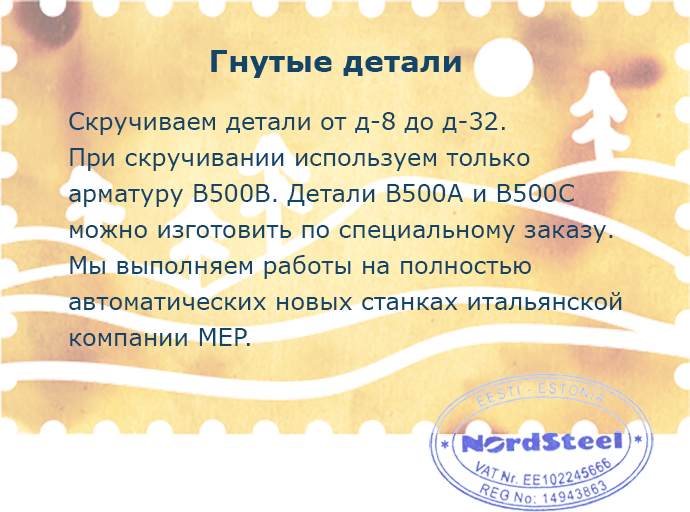 Гнутые детали
Скручиваем детали от д-8 до д-32.
При скручивании используем только
арматуру B500B. Детали B500A и B500C
можно изготовить по специальному заказу.
Мы выполняем работы на полностью
автоматических новых станках итальянской
компании MEP.
EESTI - ESTONIA
* NordSteel *
VAT Nr. EE102245666
REG No: 14943863